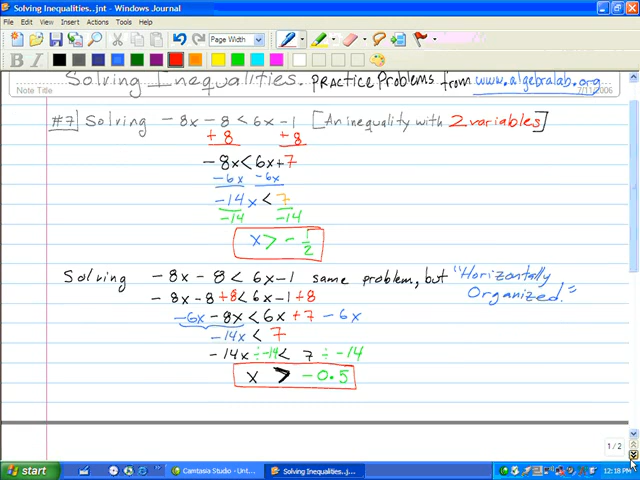 Solving Inequalities..jnt - Windows Journal
File Edit View Insert Actions Tools Help
Page Width
Solving Inequalities. Practice Problems from www.algebralab.org
Note Title
7/11/2006
#7 Solving - 8x - 8 < 6x - 1 [An inequality with 2 variables]
+ 8 + 8
- 8x < 6x + 7
- 6x - 6x
- 14x < 7
-14 -14
x > - 1/2
Solving - 8x - 8 < 6x - 1 same problem, but "Horizontally
- 8x - 8 + 8 < 6x - 1 + 8 Organized."
- 6x - 8x < 6x + 7 - 6x
- 14x < 7
- 14x ÷ -14 < 7 ÷ -14
x > - 0.5
1 / 2
start
Camtasia Studio - Unt...
Solving Inequalities..j...
12:18 PM